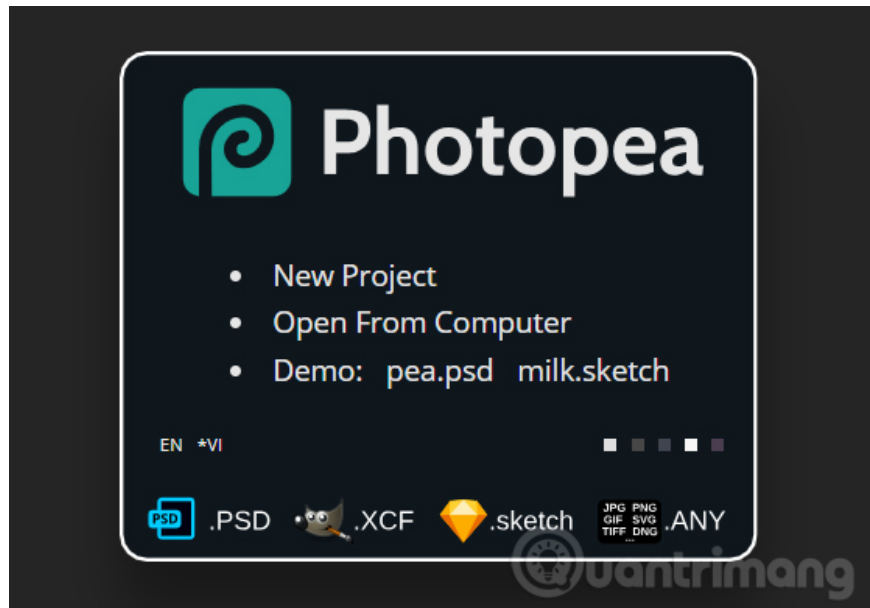 Photopea
New Project
Open From Computer
Demo: pea.psd milk.sketch
EN *VI
PSD .PSD .XCF .sketch JPG PNG GIF SVG TIFF DNG ... .ANY
Quantrimang